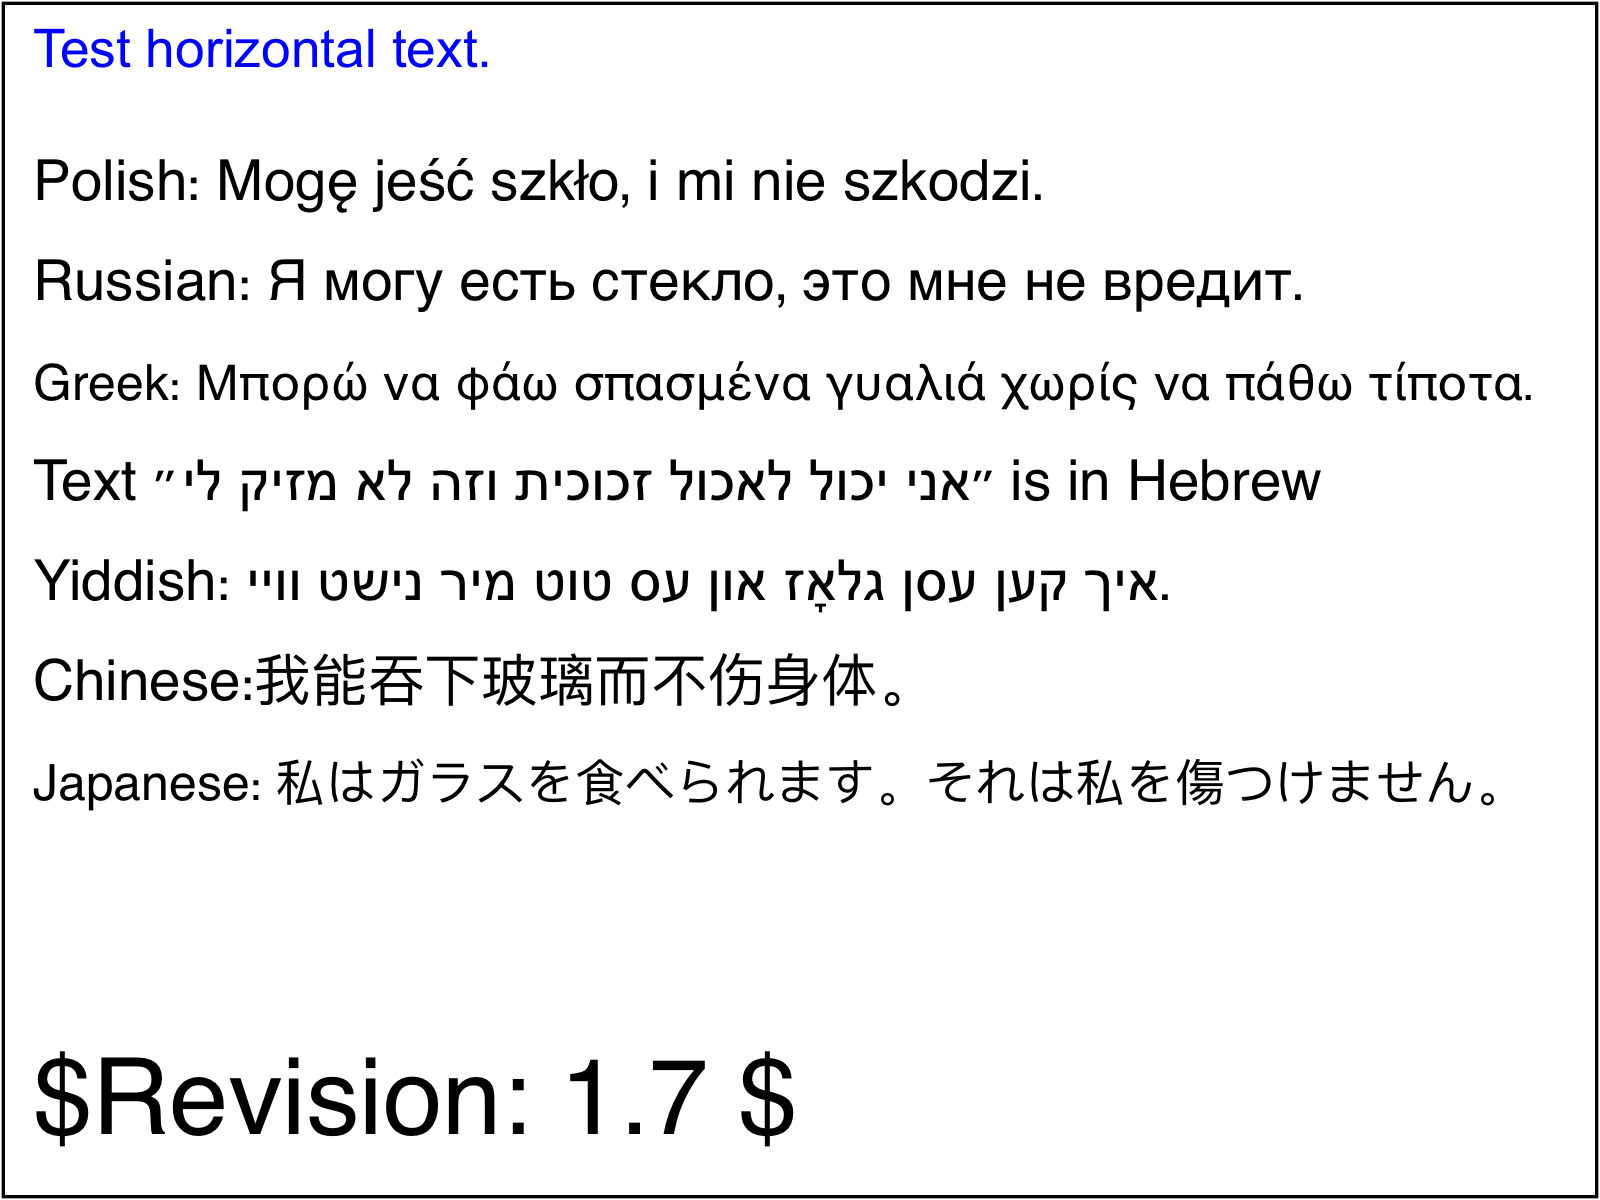 Test horizontal text.
Polish: Mogę jeść szkło, i mi nie szkodzi.
Russian: Я могу есть стекло, это мне не вредит.
Greek: Μπορώ να φάω σπασμένα γυαλιά χωρίς να πάθω τίποτα.
Text ״אני יכול לאכול זכוכית וזה לא מזיק לי״ is in Hebrew
Yiddish: איך קען עסן גלאָז און עס טוט מיר נישט וויי.
Chinese:我能吞下玻璃而不伤身体。
Japanese: 私はガラスを食べられます。それは私を傷つけません。
$Revision: 1.7 $